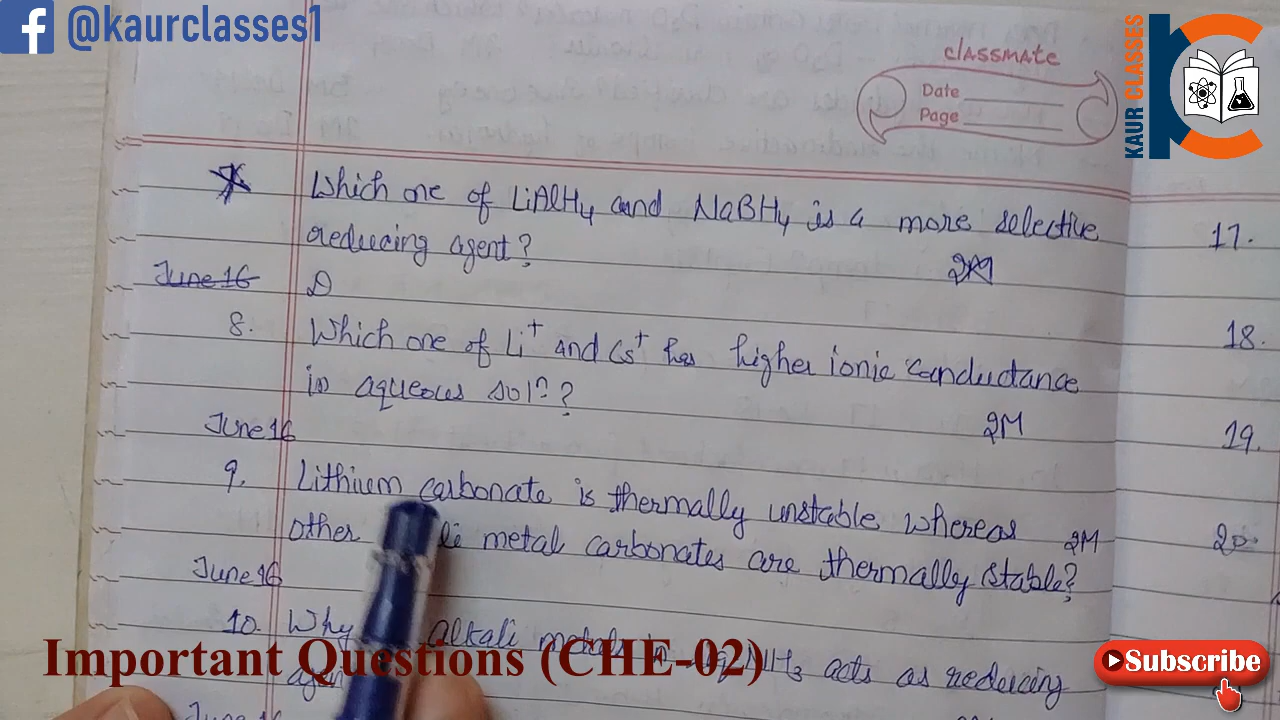 @kaurclasses1
KAUR CLASSES
classmate
Date
Page
Which one of LiAlH4 and NaBH4 is a more selective
reducing agent?
2M
17.
June 16
D
8. Which one of Li+ and Cs+ has higher ionic conductance
in aqueous sol?
2M
18.
June 16
19.
9. Lithium carbonate is thermally unstable whereas
other metal carbonates are thermally stable?
2M
20.
June 16
10. Why alkali NH3 acts as reducing
Important Questions (CHE-02)
Subscribe
June 16